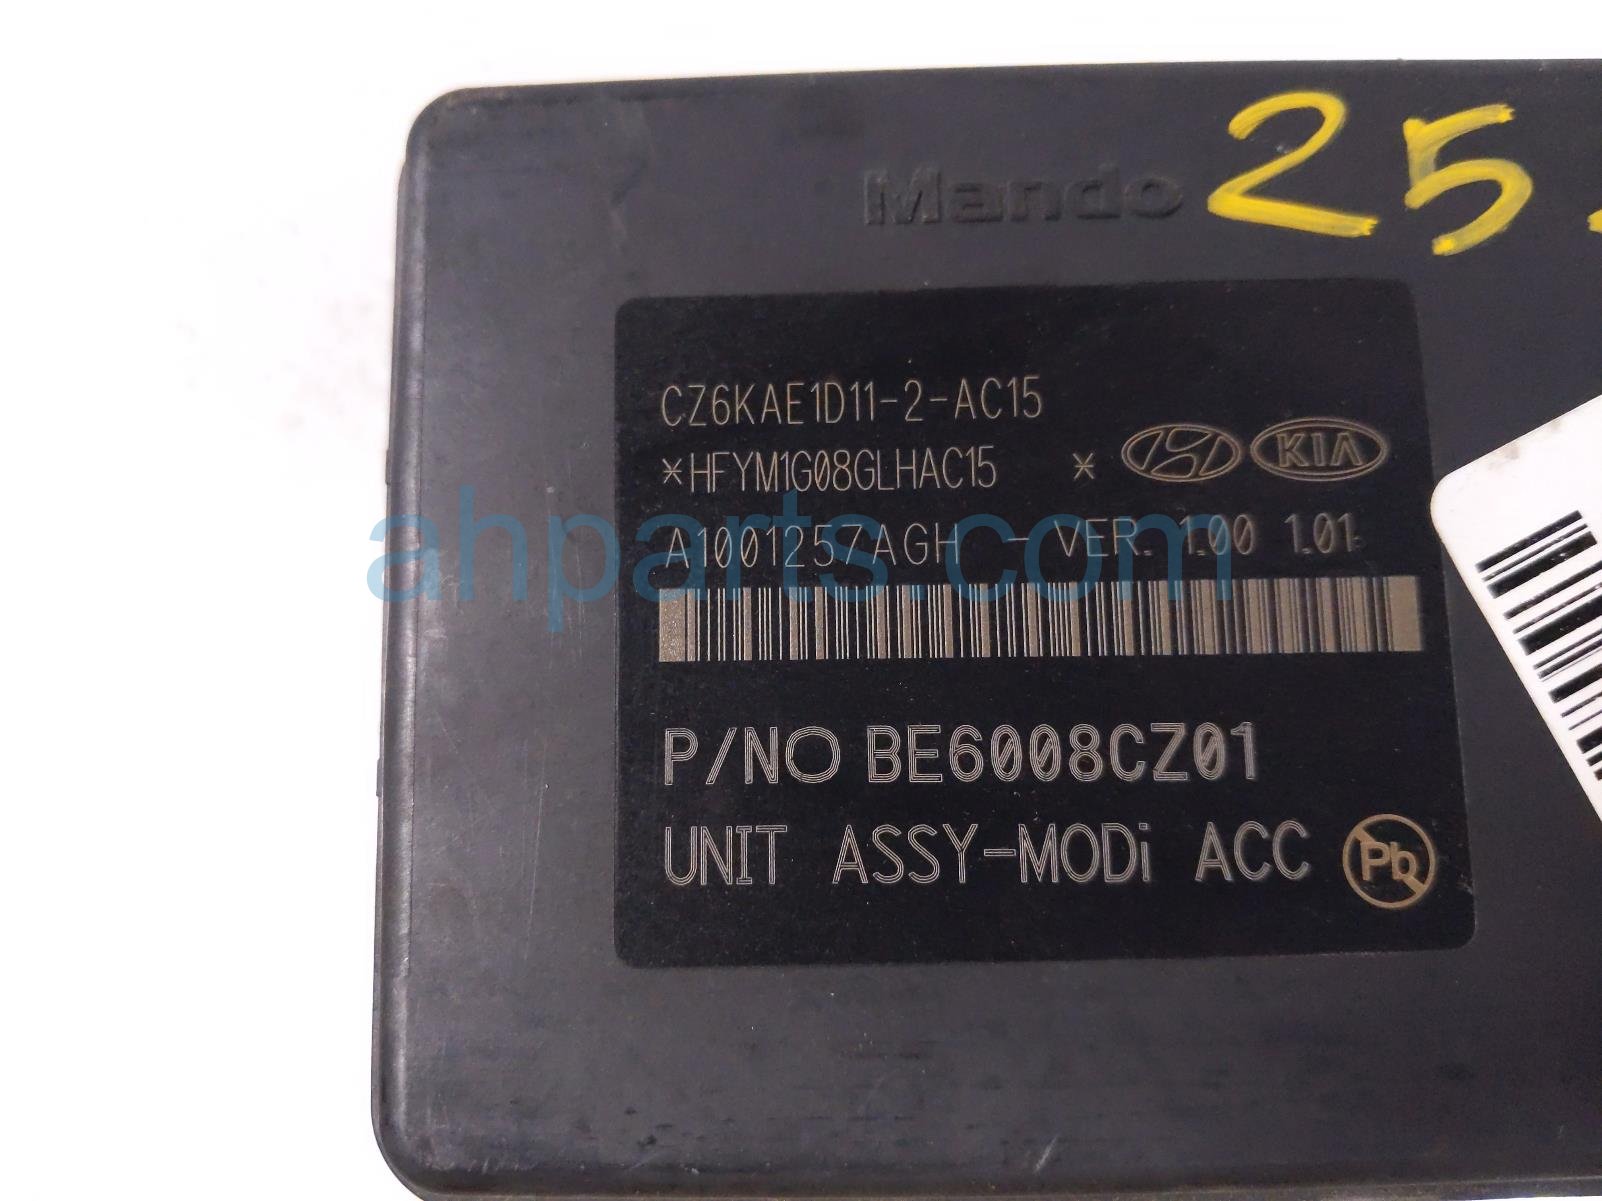 Mando
25
CZ6KAE1D11-2-AC15
*HFYM1G08GLHAC15 * KIA
A1001257AGH - VER. 1.00 1.01
ahparts.com
P/NO BE6008CZ01
UNIT ASSY-MODi ACC
Pb